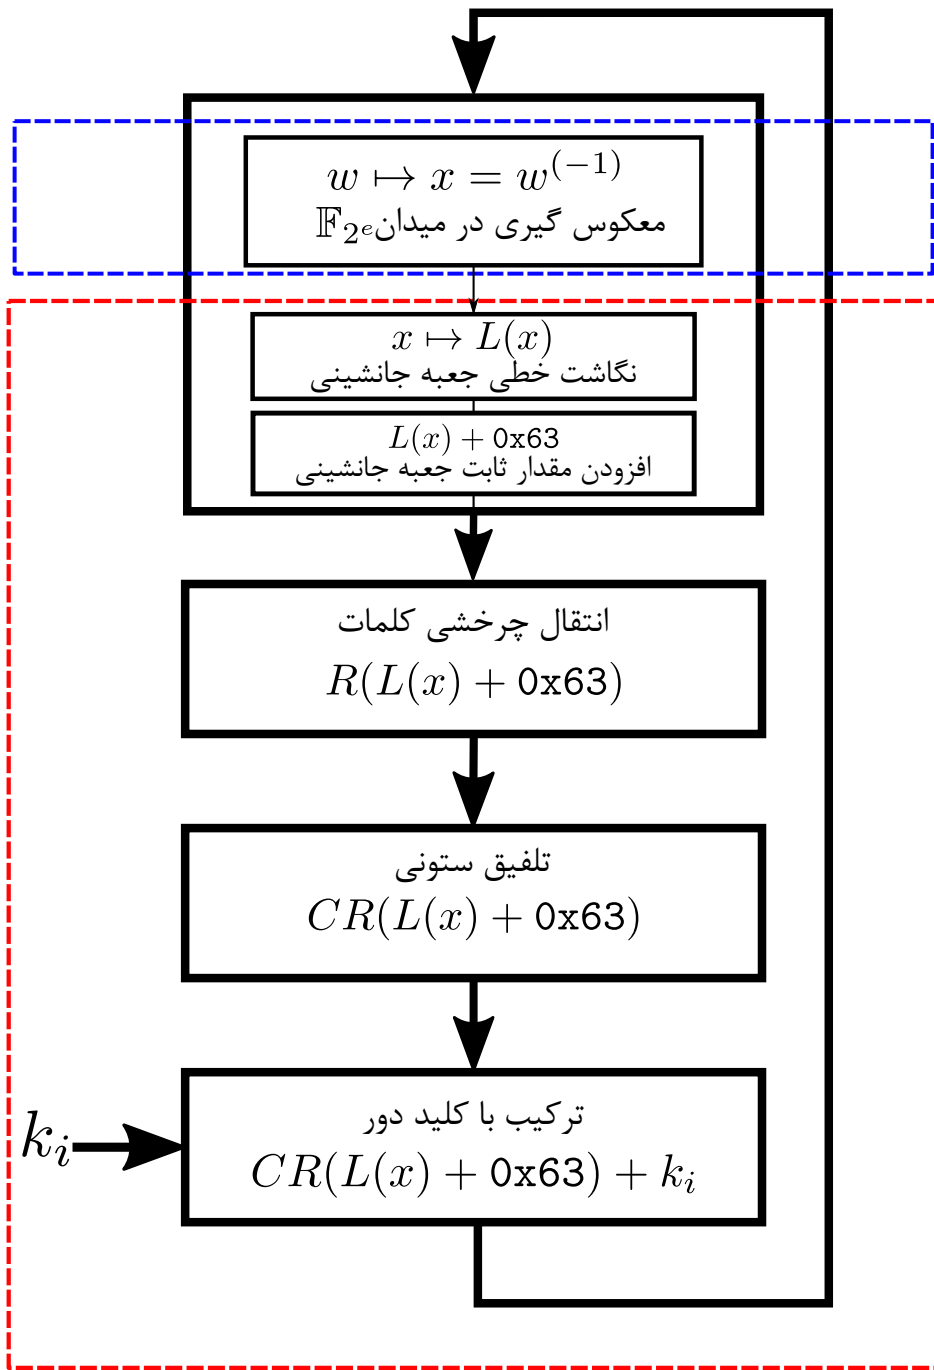 w ↦ x = w^(−1)
معکوس گیری در میدان 𝔽_{2^e}
x ↦ L(x)
نگاشت خطی جعبه جانشینی
L(x) + 0x63
افزودن مقدار ثابت جعبه جانشینی
انتقال چرخشی کلمات
R(L(x) + 0x63)
تلفیق ستونی
CR(L(x) + 0x63)
k_i
ترکیب با کلید دور
CR(L(x) + 0x63) + k_i